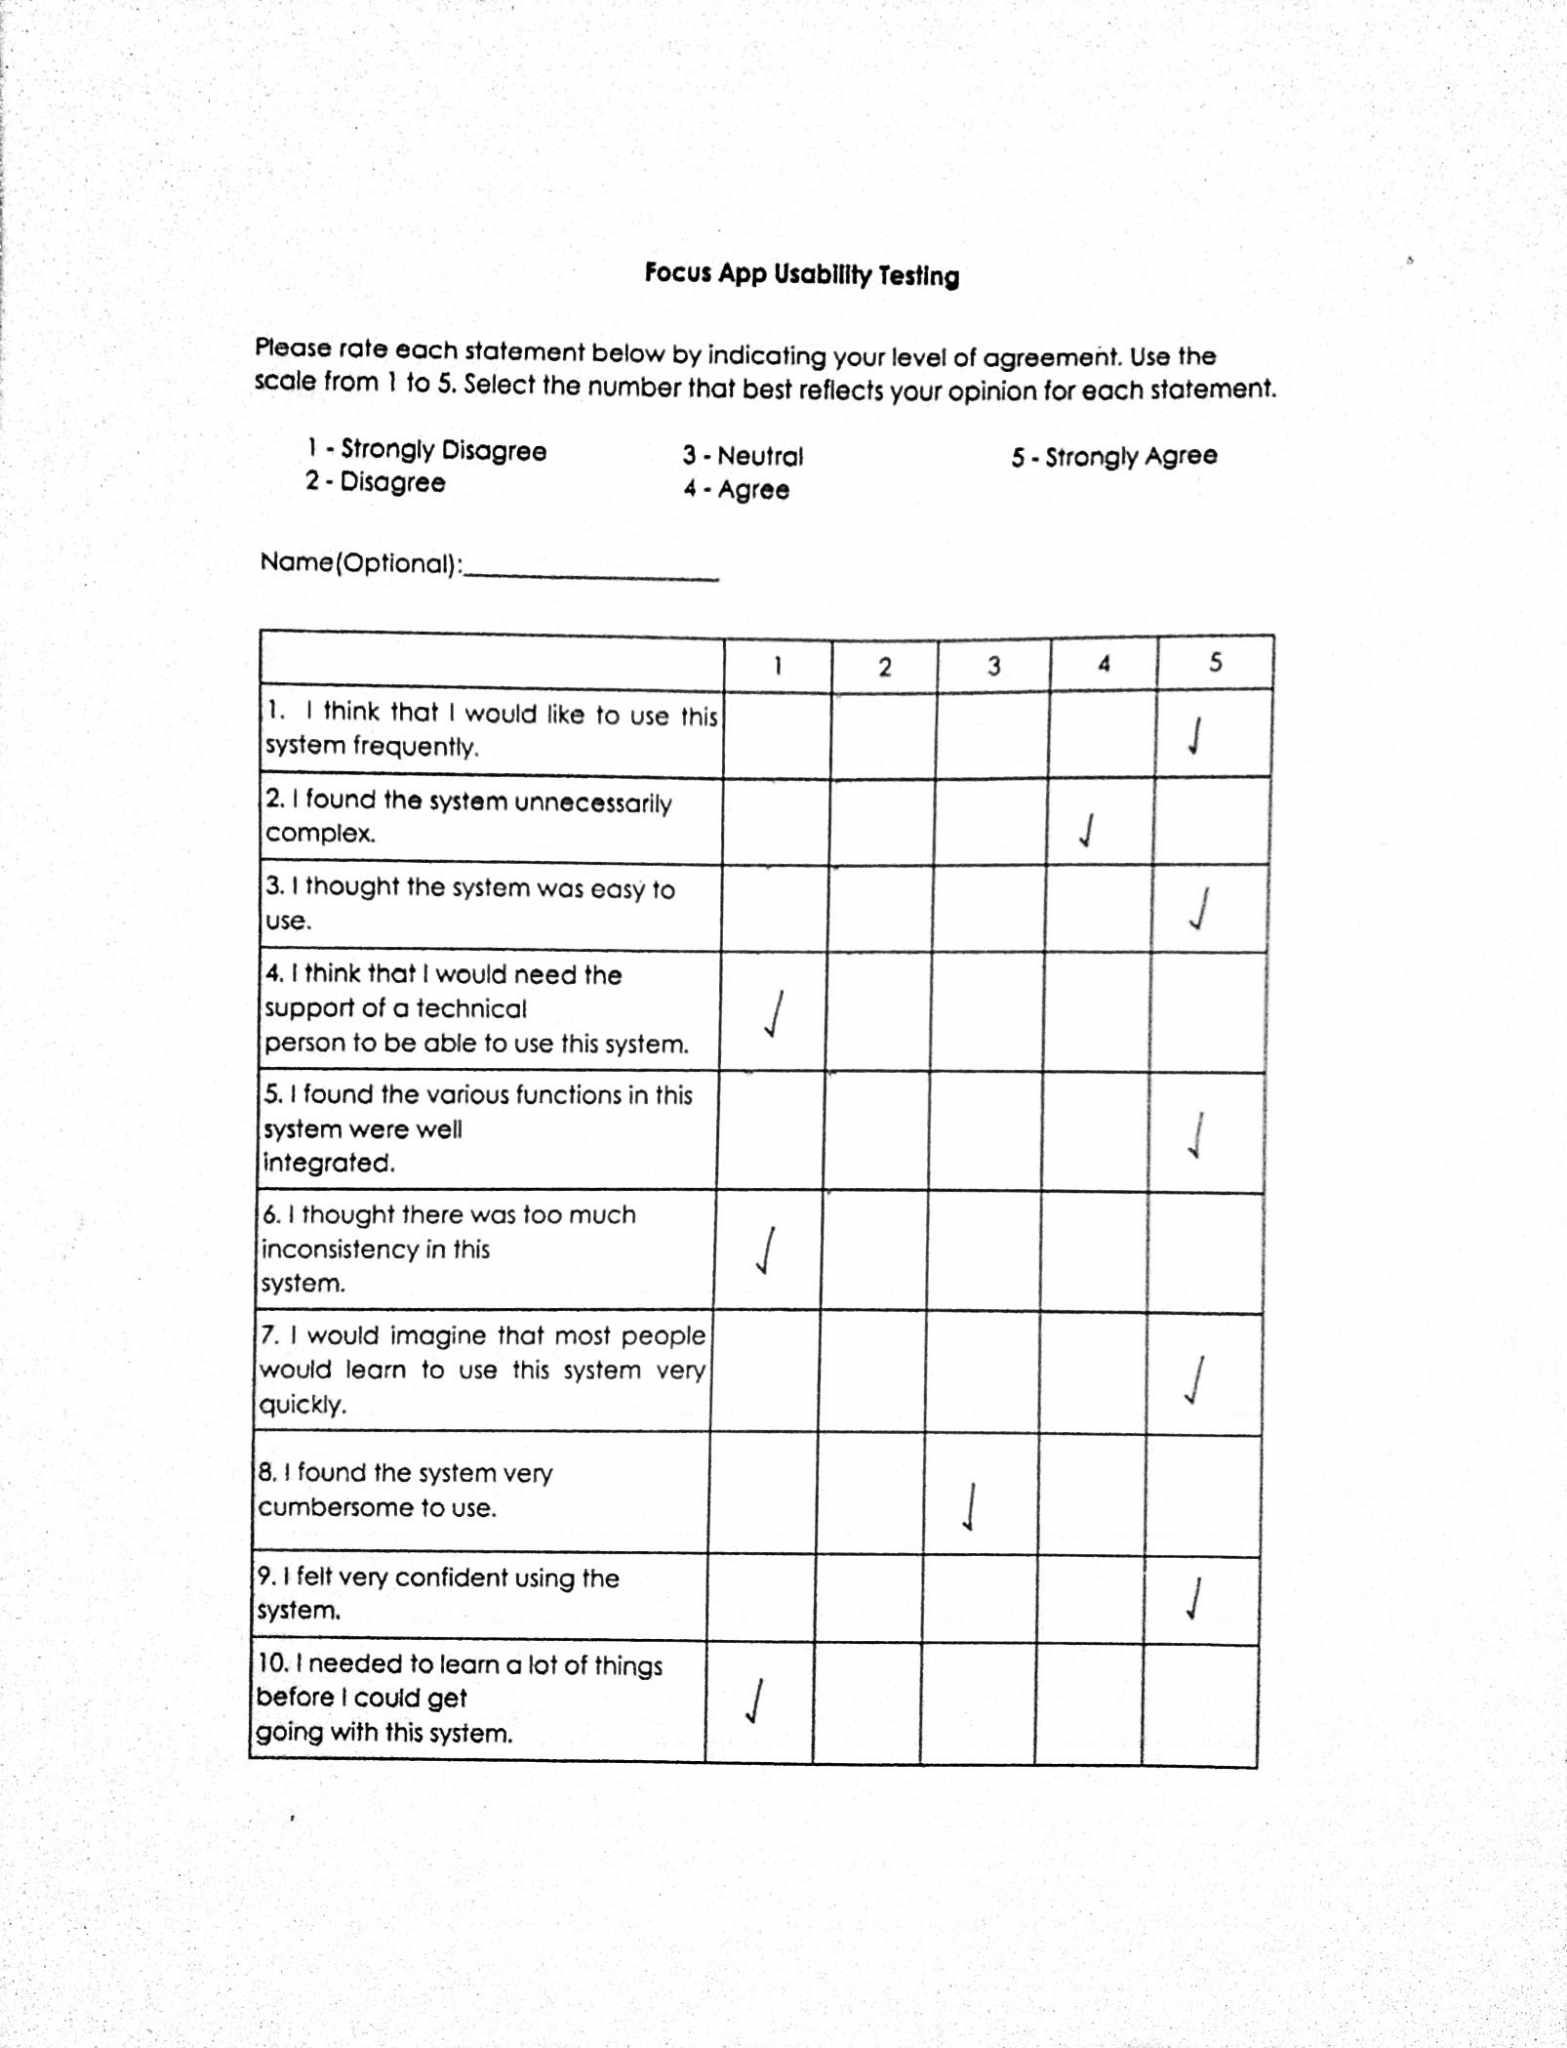 Focus App Usability Testing
Please rate each statement below by indicating your level of agreement. Use the
scale from 1 to 5. Select the number that best reflects your opinion for each statement.
1 - Strongly Disagree
2 - Disagree
3 - Neutral
4 - Agree
5 - Strongly Agree
Name(Optional):
1 2 3 4 5
1. I think that I would like to use this
system frequently.
✓
2. I found the system unnecessarily
complex.
✓
3. I thought the system was easy to
use.
✓
4. I think that I would need the
support of a technical
person to be able to use this system.
✓
5. I found the various functions in this
system were well
integrated.
✓
6. I thought there was too much
inconsistency in this
system.
✓
7. I would imagine that most people
would learn to use this system very
quickly.
✓
8. I found the system very
cumbersome to use.
✓
9. I felt very confident using the
system.
✓
10. I needed to learn a lot of things
before I could get
going with this system.
✓